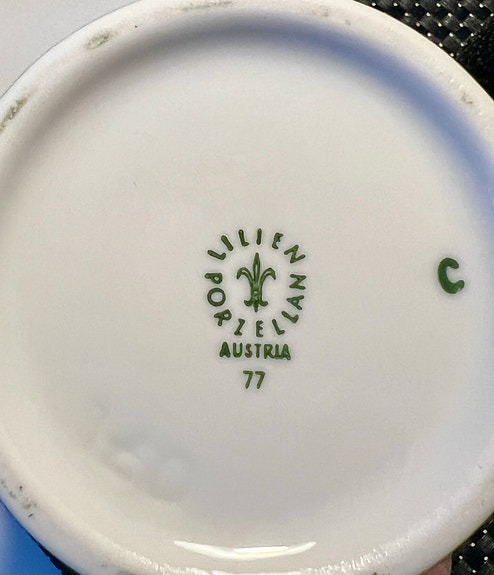 LILIEN
PORZELLAN
AUSTRIA
77
C